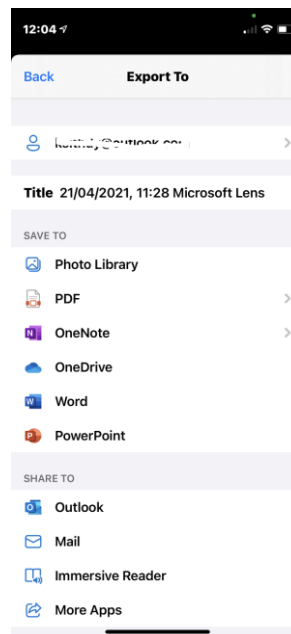 12:04
Back Export To
Title 21/04/2021, 11:28 Microsoft Lens
SAVE TO
Photo Library
PDF
OneNote
OneDrive
Word
PowerPoint
SHARE TO
Outlook
Mail
Immersive Reader
More Apps